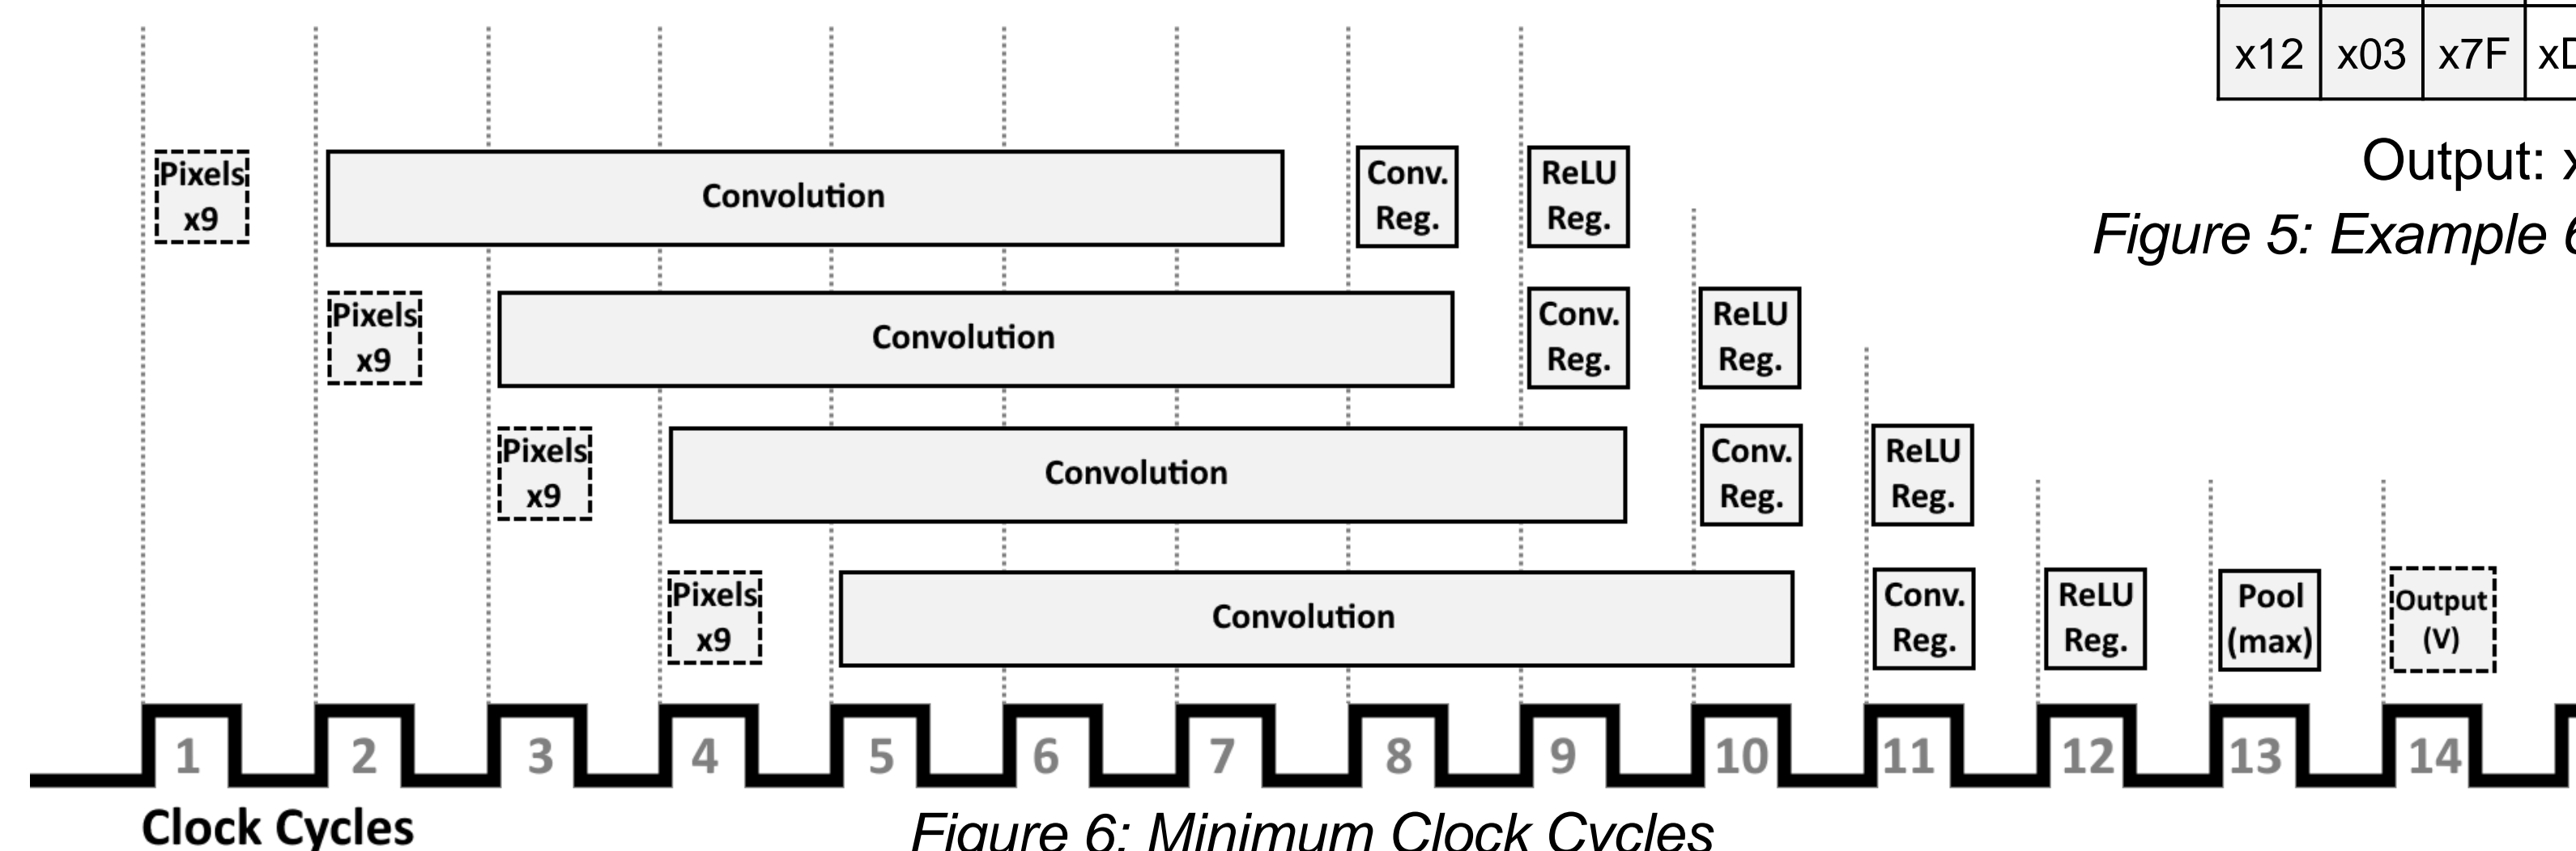 x12 x03 x7F
Output:
Figure 5: Example
Pixels
x9
Convolution
Conv.
Reg.
ReLU
Reg.
Pixels
x9
Convolution
Conv.
Reg.
ReLU
Reg.
Pixels
x9
Convolution
Conv.
Reg.
ReLU
Reg.
Pixels
x9
Convolution
Conv.
Reg.
ReLU
Reg.
Pool
(max)
Output
(V)
1 2 3 4 5 6 7 8 9 10 11 12 13 14
Clock Cycles
Figure 6: Minimum Clock Cycles